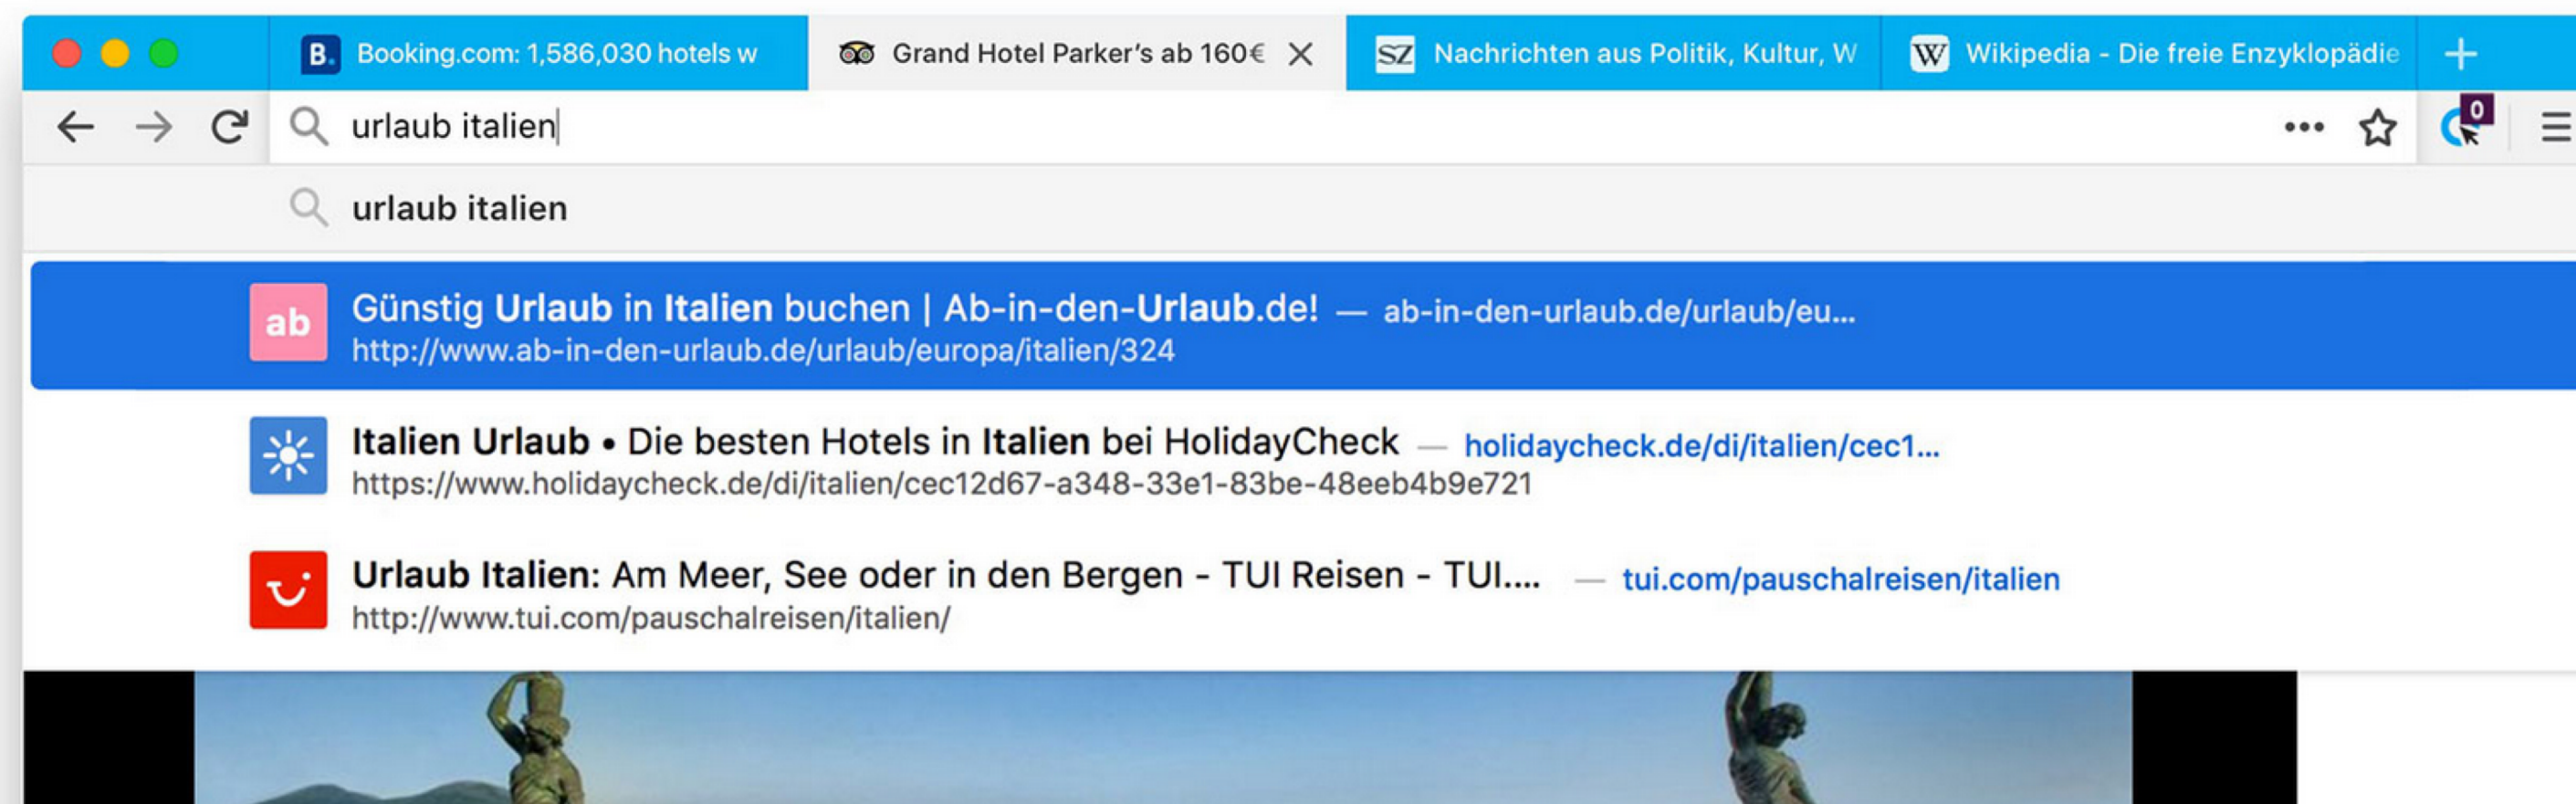 B. Booking.com: 1,586,030 hotels w
Grand Hotel Parker's ab 160€
SZ Nachrichten aus Politik, Kultur, W
W Wikipedia - Die freie Enzyklopädie
urlaub italien
0
urlaub italien
ab
Günstig Urlaub in Italien buchen | Ab-in-den-Urlaub.de! — ab-in-den-urlaub.de/urlaub/eu...
http://www.ab-in-den-urlaub.de/urlaub/europa/italien/324
Italien Urlaub • Die besten Hotels in Italien bei HolidayCheck — holidaycheck.de/di/italien/cec1...
https://www.holidaycheck.de/di/italien/cec12d67-a348-33e1-83be-48eeb4b9e721
Urlaub Italien: Am Meer, See oder in den Bergen - TUI Reisen - TUI.... — tui.com/pauschalreisen/italien
http://www.tui.com/pauschalreisen/italien/